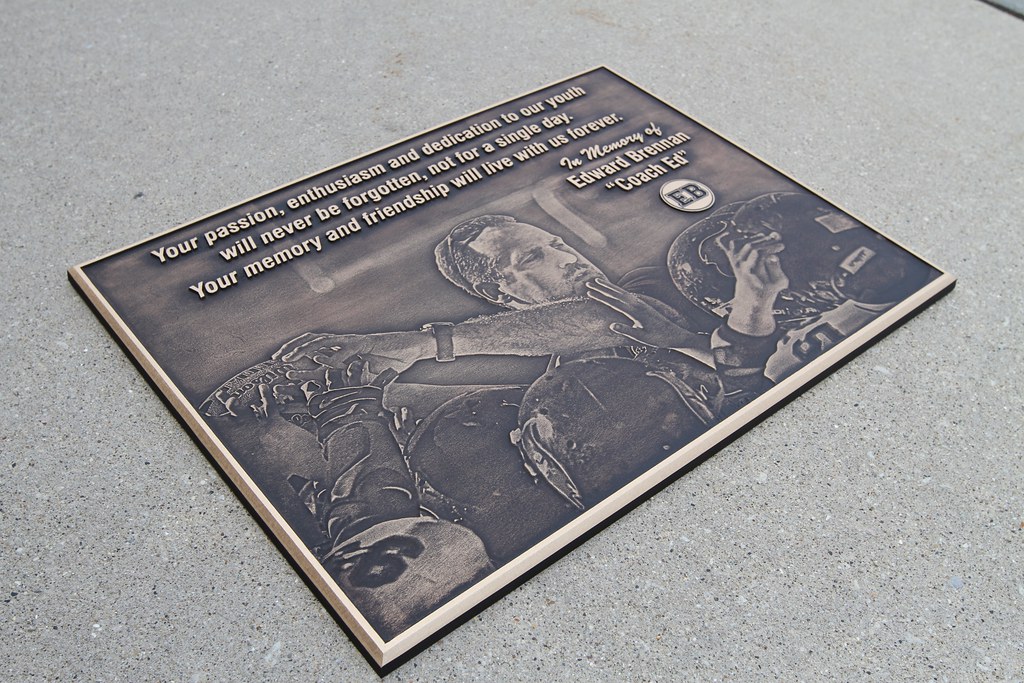 Your passion, enthusiasm and dedication to our youth
will never be forgotten, not for a single day.
Your memory and friendship will live with us forever.
In Memory of
Edward Brennan
"Coach Ed"
EB